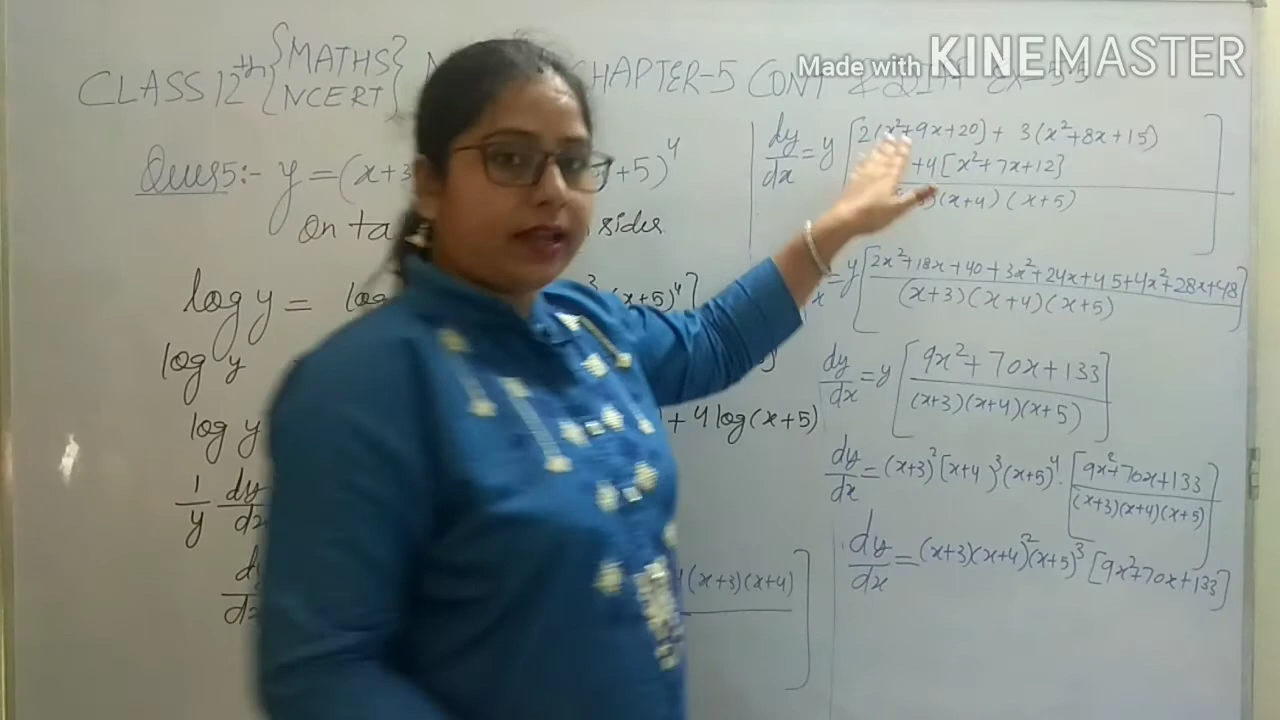 Made with KINEMASTER
CLASS 12th {MATHS NCERT} CHAPTER-5 CONT
Ques5:- y = (x+3 +5)^4
On ta sides
log y = log ^3 (x+5)^4]
log y
log y + 4 log(x+5)
1/y dy/dx
4(x+3)(x+4)
dy/dx = y [2(x²+9x+20) + 3(x²+8x+15)
+4[x²+7x+12]
(x+4)(x+5)
x = y [2x²+18x+40+3x²+24x+45+4x²+28x+48
(x+3)(x+4)(x+5)
dy/dx = y [9x²+70x+133
(x+3)(x+4)(x+5)]
dy/dx = (x+3)²[x+4)³(x+5)⁴ . [9x²+70x+133
(x+3)(x+4)(x+5)]
dy/dx = (x+3)(x+4)²(x+5)³ [9x²+70x+133]